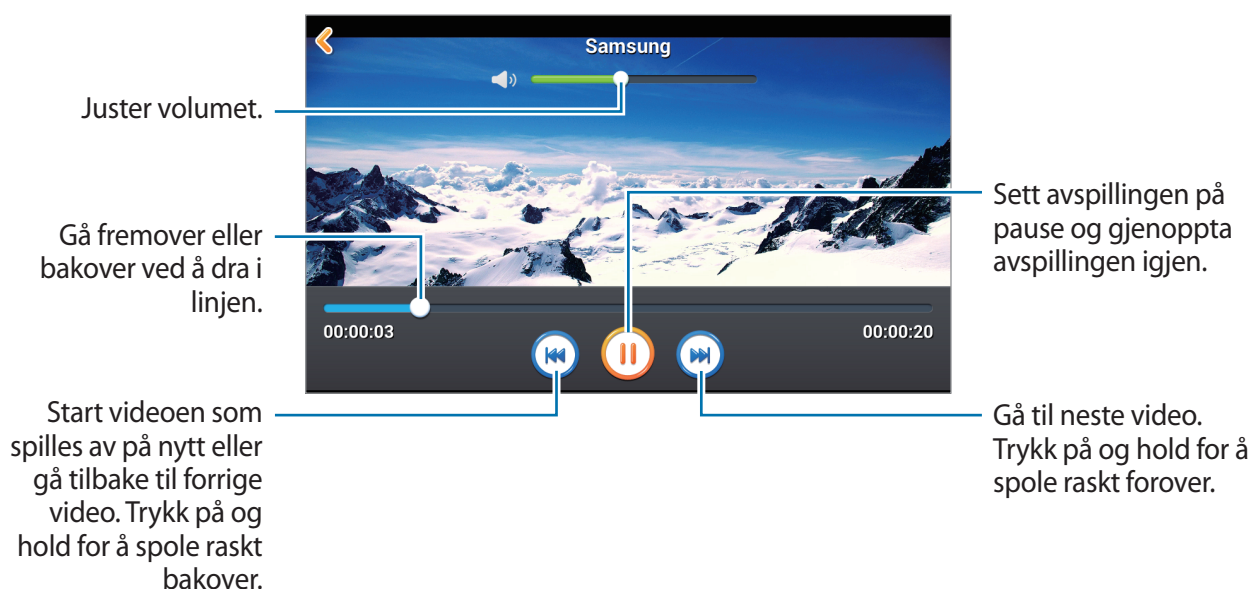 Samsung
Juster volumet.
Gå fremover eller
bakover ved å dra i
linjen.
Sett avspillingen på
pause og gjenoppta
avspillingen igjen.
00:00:03
00:00:20
Start videoen som
spilles av på nytt eller
gå tilbake til forrige
video. Trykk på og
hold for å spole raskt
bakover.
Gå til neste video.
Trykk på og hold for å
spole raskt forover.